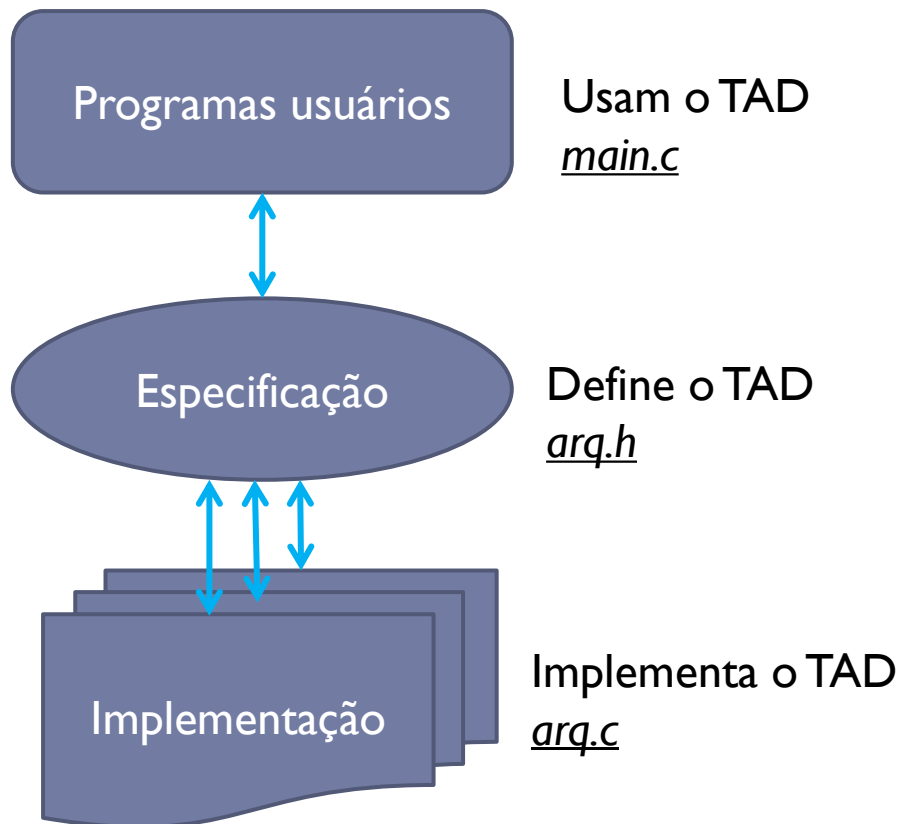 Programas usuários
Usam o TAD
main.c
Especificação
Define o TAD
arq.h
Implementação
Implementa o TAD
arq.c